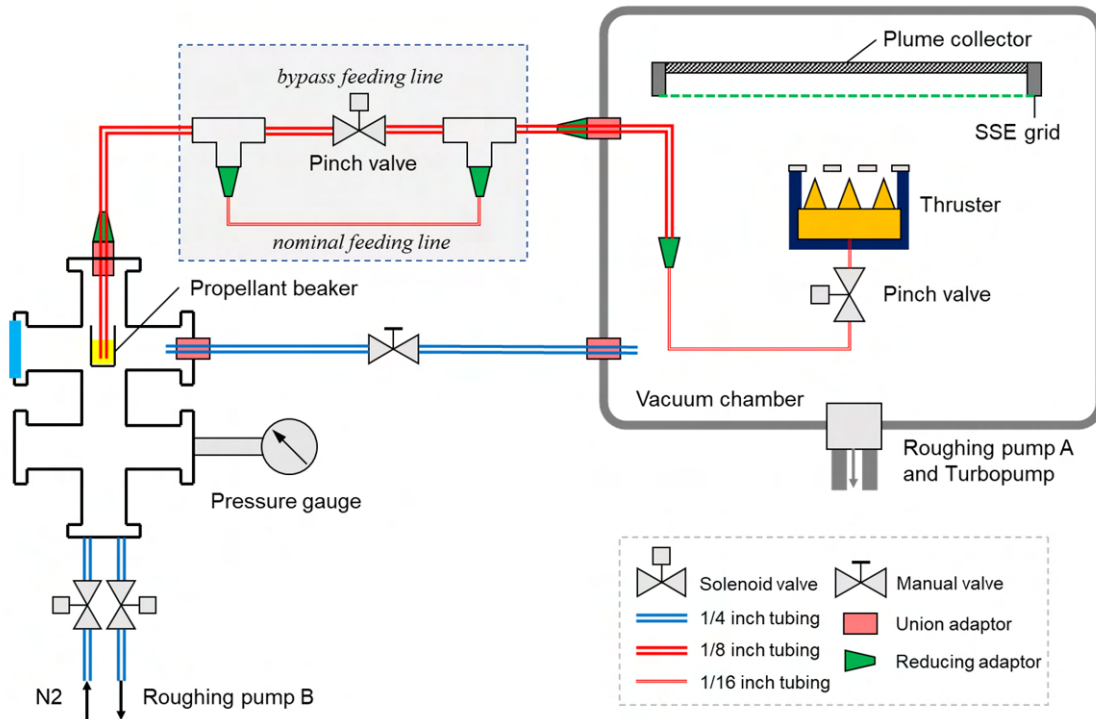 Plume collector
bypass feeding line
SSE grid
Pinch valve
Thruster
nominal feeding line
Propellant beaker
Pinch valve
Vacuum chamber
Roughing pump A
and Turbopump
Pressure gauge
Solenoid valve
Manual valve
1/4 inch tubing
Union adaptor
1/8 inch tubing
Reducing adaptor
1/16 inch tubing
N2
Roughing pump B